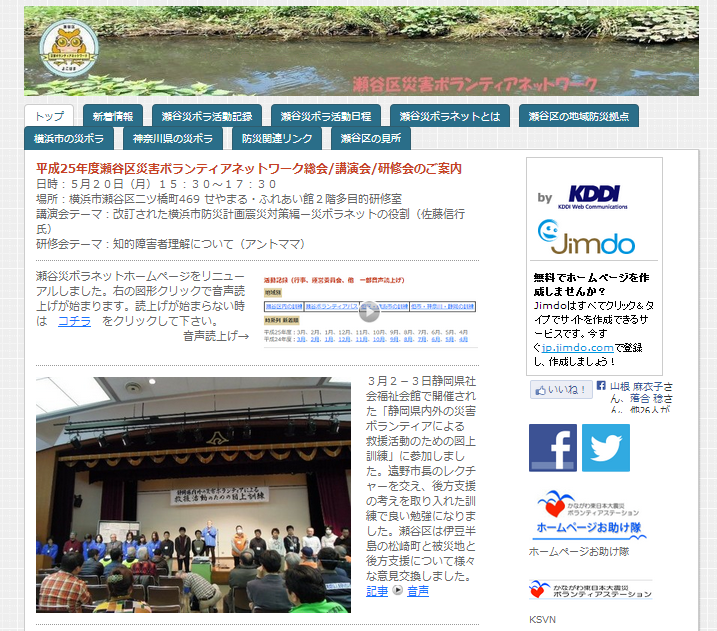 瀬谷区災害ボランティアネットワーク
トップ
新着情報
瀬谷災ボラ活動記録
瀬谷災ボラ活動日程
瀬谷災ボラネットとは
瀬谷区の地域防災拠点
横浜市の災ボラ
神奈川県の災ボラ
防災関連リンク
瀬谷区の見所
平成25年度瀬谷区災害ボランティアネットワーク総会/講演会/研修会のご案内
日時：５月２０日（月）１５：３０～１７：３０
場所：横浜市瀬谷区二ツ橋町469 せやまる・ふれあい館２階多目的研修室
講演会テーマ：改訂された横浜市防災計画震災対策編－災ボラネットの役割（佐藤信行
氏）
研修会テーマ：知的障害者理解について（アントママ）
瀬谷災ボラネットホームページをリニュー
アルしました。右の図形クリックで音声読
上げが始まります。読上げが始まらない時
は　コチラ　をクリックして下さい。
音声読上げ→
３月２－３日静岡県社
会福祉会館で開催され
た「静岡県内外の災害
ボランティアによる
救援活動のための図上
訓練」に参加しまし
た。遠野市長のレクチ
ャーを交え、後方支援
の考えを取り入れた訓
練で良い勉強になりま
した。瀬谷区は伊豆半
島の松崎町と被災地と
後方支援について様々
な意見交換しました。
記事 音声
静岡県内外の災害ボランティアによる
救援活動のための図上訓練
by KDDI
KDDI Web Communications
Jimdo
無料でホームページを作
成しませんか？
Jimdoはすべてクリック&タ
イプでサイトを作成できるサ
ービスです。今す
ぐjp.jimdo.comで登録
し、作成しましょう！
いいね！
山根 麻衣子さ
ん、落合 稔さ
ん、他26人が
かながわ東日本大震災
ボランティアステーション
ホームページお助け隊
ホームページお助け隊
かながわ東日本大震災
ボランティアステーション
KSVN